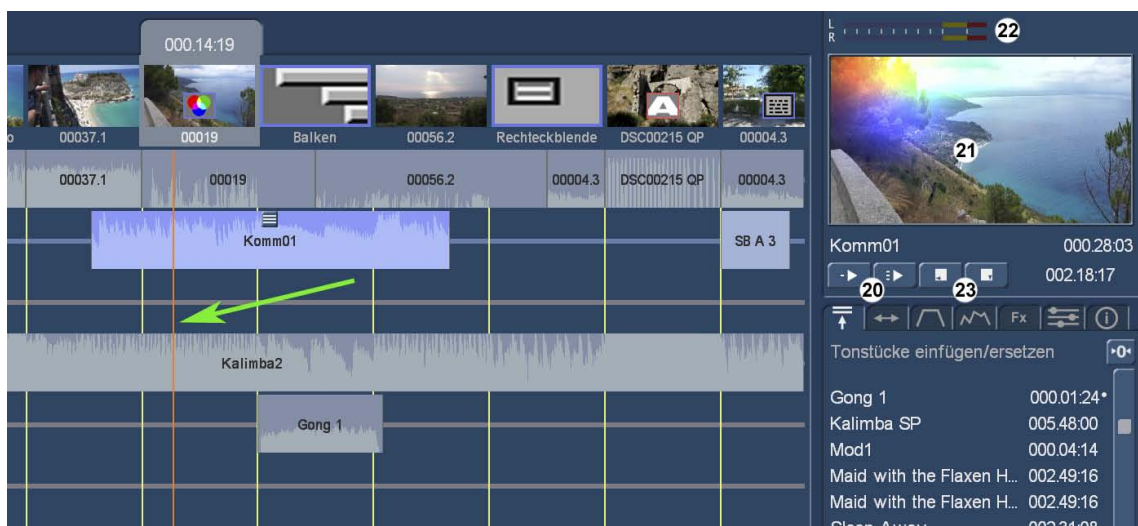 000.14:19
L
R
22
00037.1
00019
Balken
00056.2
Rechteckblende
DSC00215 QP
00004.3
21
00037.1
00019
00056.2
00004.3
DSC00215 QP
00004.3
Komm01
SB A 3
Komm01 000.28:03
002.18:17
20
23
Fx
Tonstücke einfügen/ersetzen
0
Kalimba2
Gong 1 000.01:24
Kalimba SP 005.48:00
Mod1 000.04:14
Maid with the Flaxen H... 002.49:16
Maid with the Flaxen H... 002.49:16
Gong 1